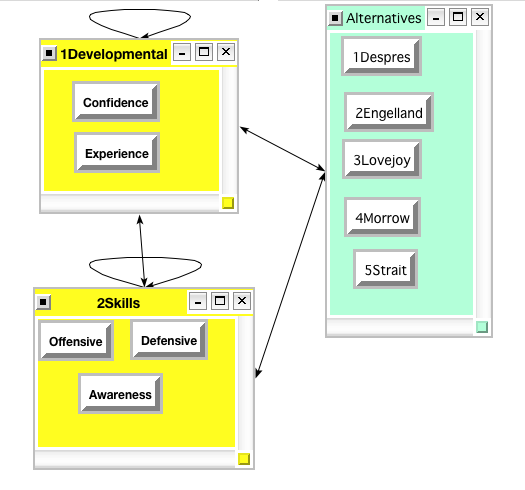 1Developmental
Confidence
Experience
2Skills
Offensive
Defensive
Awareness
Alternatives
1Despres
2Engelland
3Lovejoy
4Morrow
5Strait